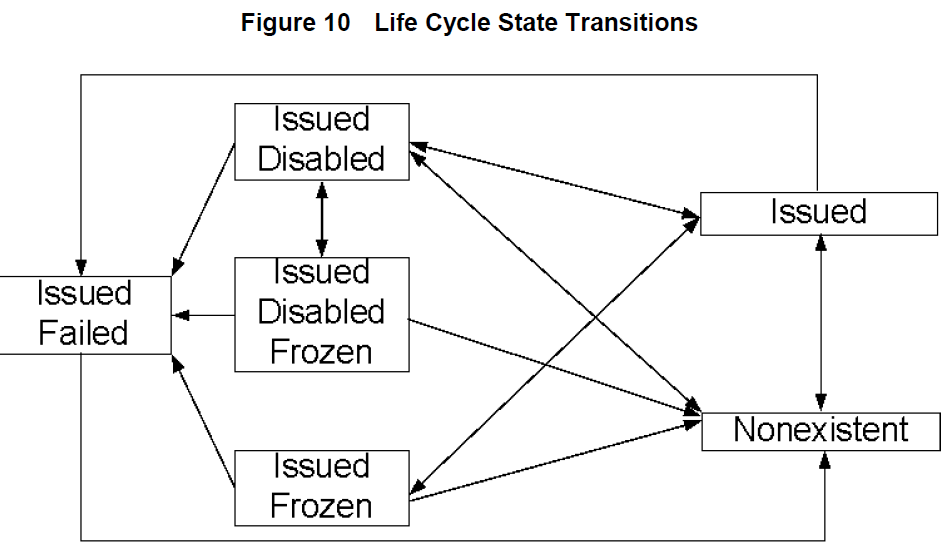 Figure 10 Life Cycle State Transitions
Issued
Disabled
Issued
Issued
Disabled
Frozen
Issued
Failed
Nonexistent
Issued
Frozen